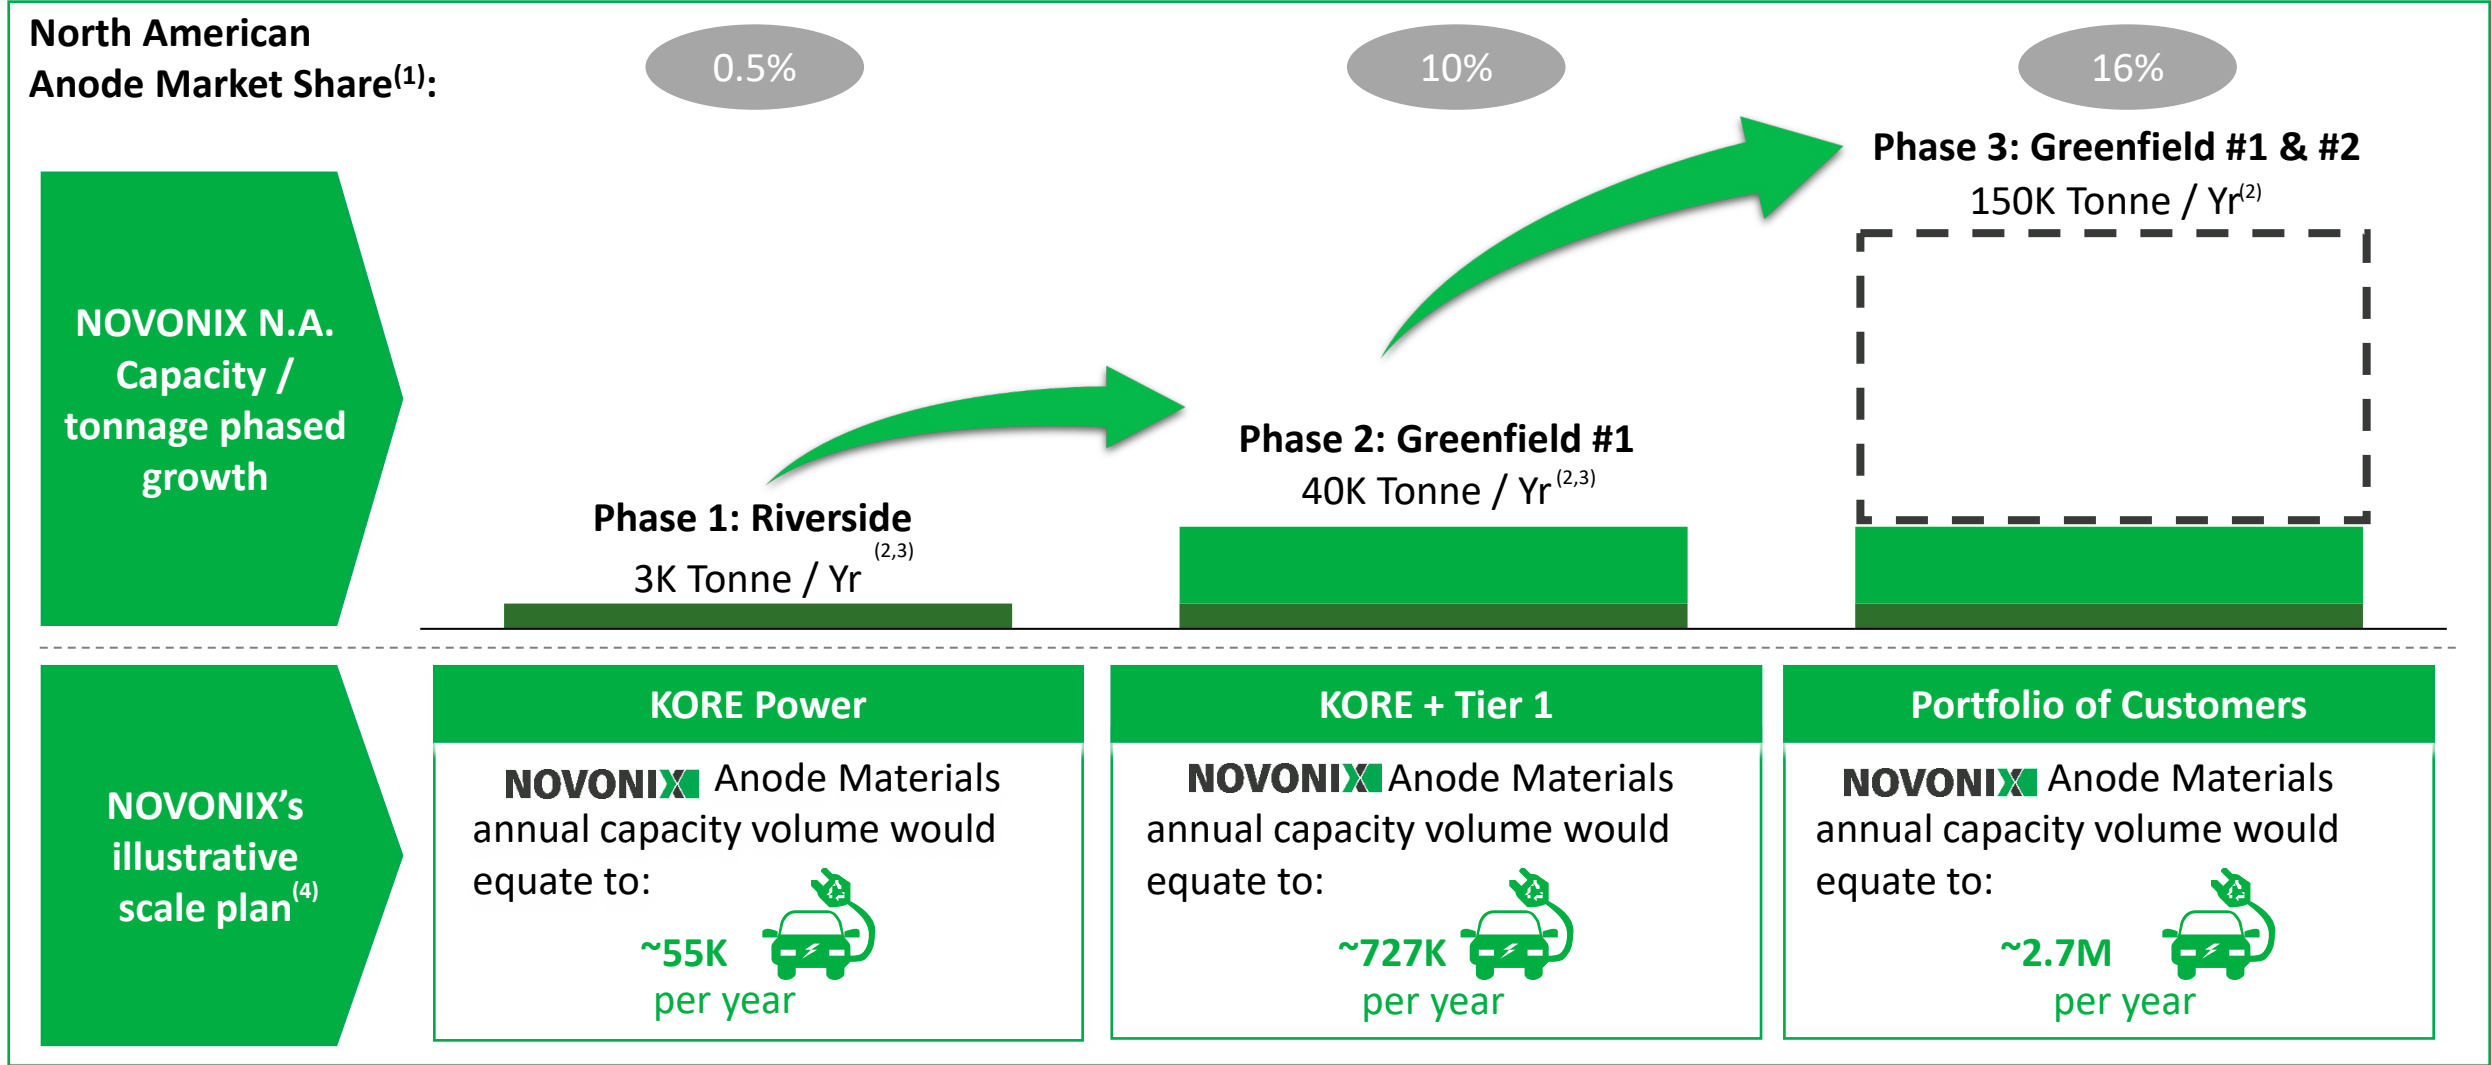 North American
Anode Market Share(1):
0.5%
10%
16%
NOVONIX N.A.
Capacity /
tonnage phased
growth
Phase 1: Riverside
3K Tonne / Yr (2,3)
Phase 2: Greenfield #1
40K Tonne / Yr (2,3)
Phase 3: Greenfield #1 & #2
150K Tonne / Yr(2)
NOVONIX’s
illustrative
scale plan(4)
KORE Power
NOVONIX Anode Materials
annual capacity volume would
equate to:
~55K
per year
KORE + Tier 1
NOVONIX Anode Materials
annual capacity volume would
equate to:
~727K
per year
Portfolio of Customers
NOVONIX Anode Materials
annual capacity volume would
equate to:
~2.7M
per year